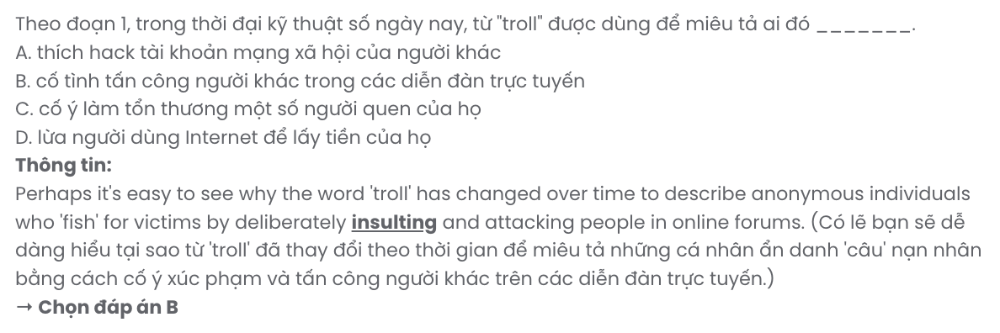 Theo đoạn 1, trong thời đại kỹ thuật số ngày nay, từ "troll" được dùng để miêu tả ai đó _______.
A. thích hack tài khoản mạng xã hội của người khác
B. cố tình tấn công người khác trong các diễn đàn trực tuyến
C. cố ý làm tổn thương một số người quen của họ
D. lừa người dùng Internet để lấy tiền của họ
Thông tin:
Perhaps it's easy to see why the word 'troll' has changed over time to describe anonymous individuals
who 'fish' for victims by deliberately insulting and attacking people in online forums. (Có lẽ bạn sẽ dễ
dàng hiểu tại sao từ 'troll' đã thay đổi theo thời gian để miêu tả những cá nhân ẩn danh 'câu' nạn nhân
bằng cách cố ý xúc phạm và tấn công người khác trên các diễn đàn trực tuyến.)
→ Chọn đáp án B